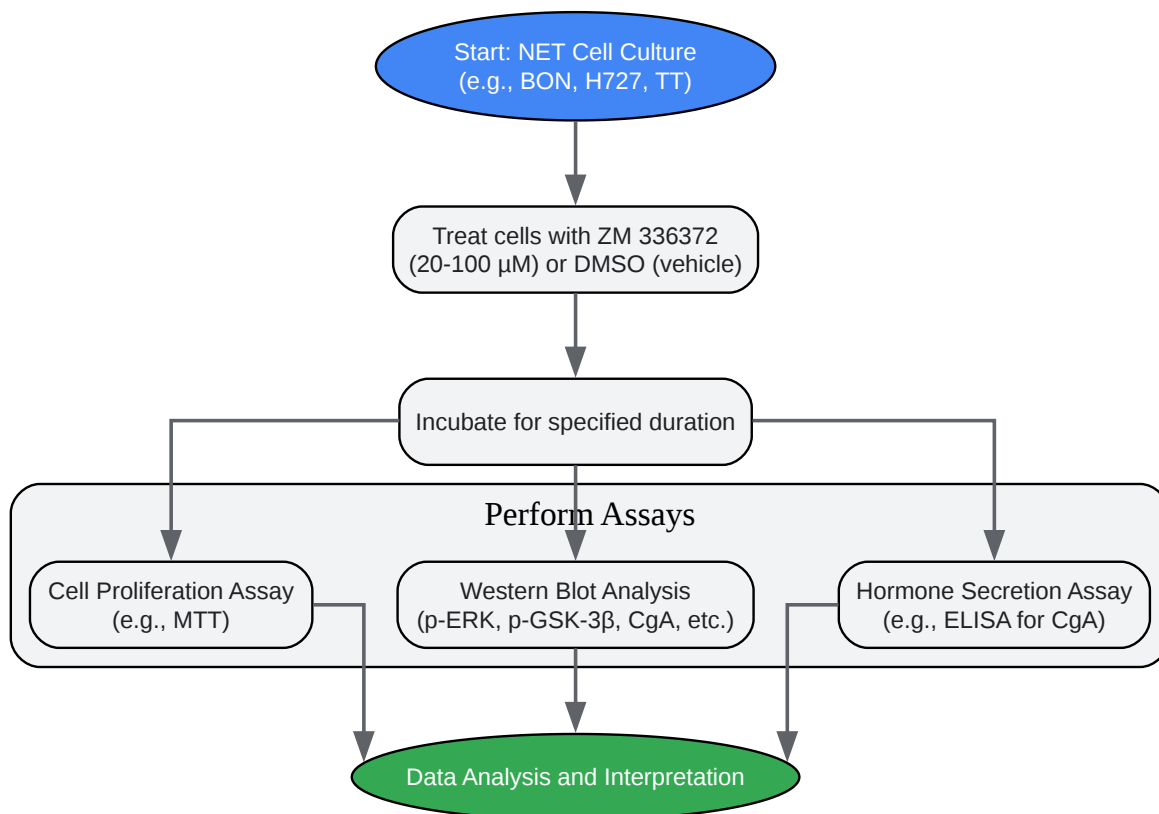 Start: NET Cell Culture
(e.g., BON, H727, TT)
Treat cells with ZM 336372
(20-100 µM) or DMSO (vehicle)
Incubate for specified duration
Perform Assays
Cell Proliferation Assay
(e.g., MTT)
Western Blot Analysis
(p-ERK, p-GSK-3β, CgA, etc.)
Hormone Secretion Assay
(e.g., ELISA for CgA)
Data Analysis and Interpretation